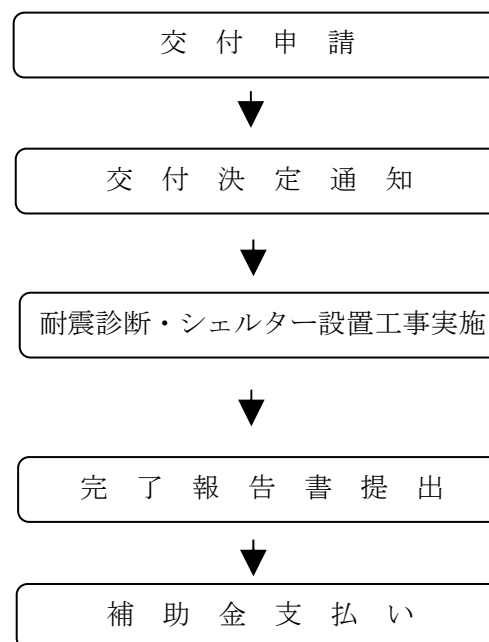 交付申請
交付決定通知
耐震診断・シェルター設置工事実施
完了報告書提出
補助金支払い